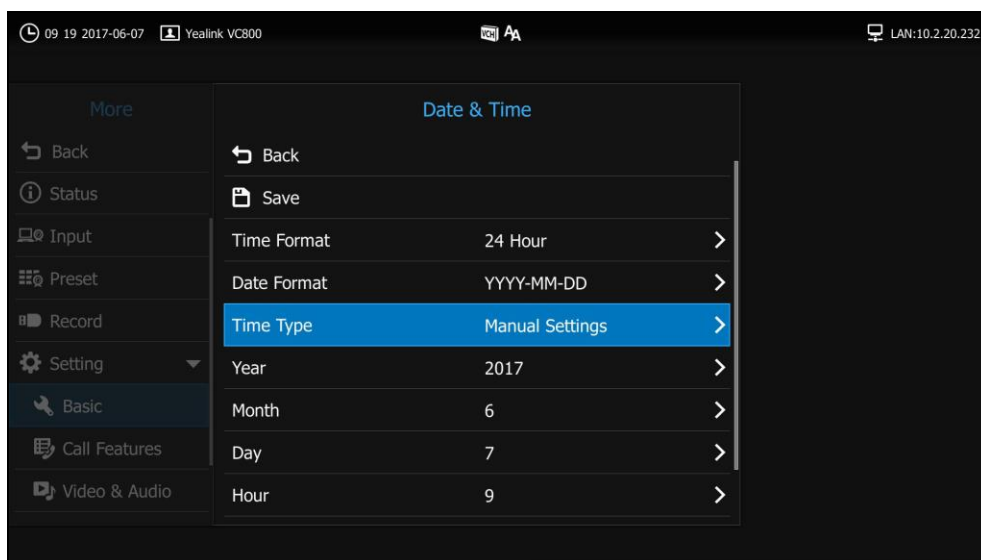 09 19 2017-06-07 Yealink VC800 VCH AA LAN:10.2.20.232
More
Back
Status
Input
Preset
Record
Setting
Basic
Call Features
Video & Audio
Date & Time
Back
Save
Time Format 24 Hour
Date Format YYYY-MM-DD
Time Type Manual Settings
Year 2017
Month 6
Day 7
Hour 9